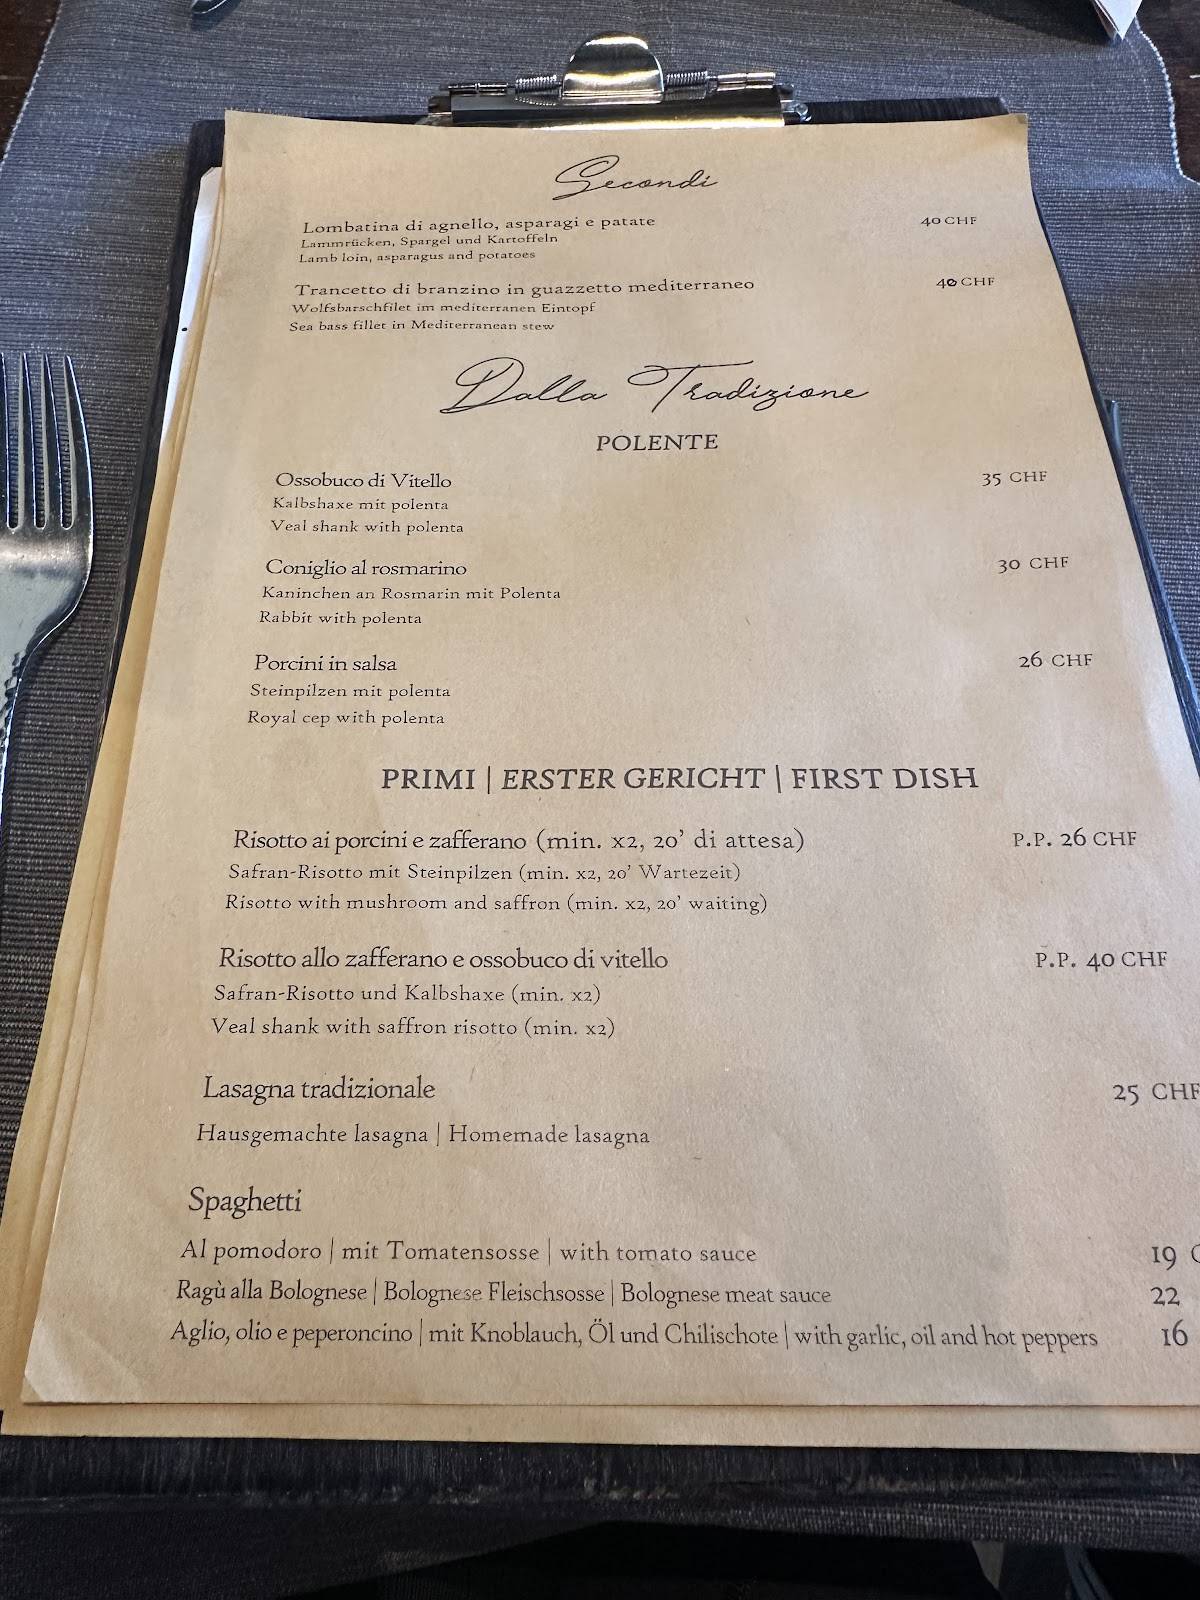 Secondi
Lombatina di agnello, asparagi e patate 40 CHF
Lammrücken, Spargel und Kartoffeln
Lamb loin, asparagus and potatoes
Trancetto di branzino in guazzetto mediterraneo 40 CHF
Wolfsbarschfilet im mediterranen Eintopf
Sea bass fillet in Mediterranean stew
Dalla Tradizione
POLENTE
Ossobuco di Vitello 35 CHF
Kalbshaxe mit polenta
Veal shank with polenta
Coniglio al rosmarino 30 CHF
Kaninchen an Rosmarin mit Polenta
Rabbit with polenta
Porcini in salsa 26 CHF
Steinpilzen mit polenta
Royal cep with polenta
PRIMI | ERSTER GERICHT | FIRST DISH
Risotto ai porcini e zafferano (min. x2, 20' di attesa) P.P. 26 CHF
Safran-Risotto mit Steinpilzen (min. x2, 20' Wartezeit)
Risotto with mushroom and saffron (min. x2, 20' waiting)
Risotto allo zafferano e ossobuco di vitello P.P. 40 CHF
Safran-Risotto und Kalbshaxe (min. x2)
Veal shank with saffron risotto (min. x2)
Lasagna tradizionale 25 CHF
Hausgemachte lasagna | Homemade lasagna
Spaghetti
Al pomodoro | mit Tomatensosse | with tomato sauce 19 C
Ragù alla Bolognese | Bolognese Fleischsosse | Bolognese meat sauce 22
Aglio, olio e peperoncino | mit Knoblauch, Öl und Chilischote | with garlic, oil and hot peppers 16